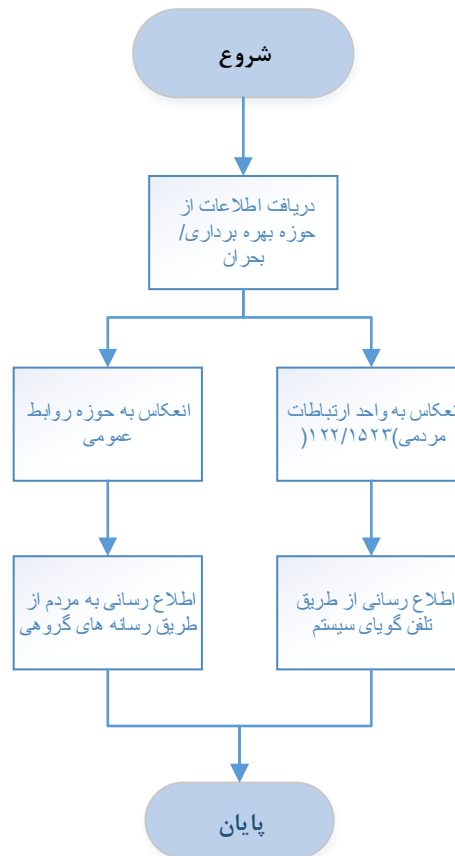 شروع
دریافت اطلاعات از
حوزه بهره برداری/
بحران
انعکاس به واحد ارتباطات
مردمی)۱۲۲/۱۵۲۳(
انعکاس به حوزه روابط
عمومی
اطلاع رسانی از طریق
تلفن گویای سیستم
اطلاع رسانی به مردم از
طریق رسانه های گروهی
پایان